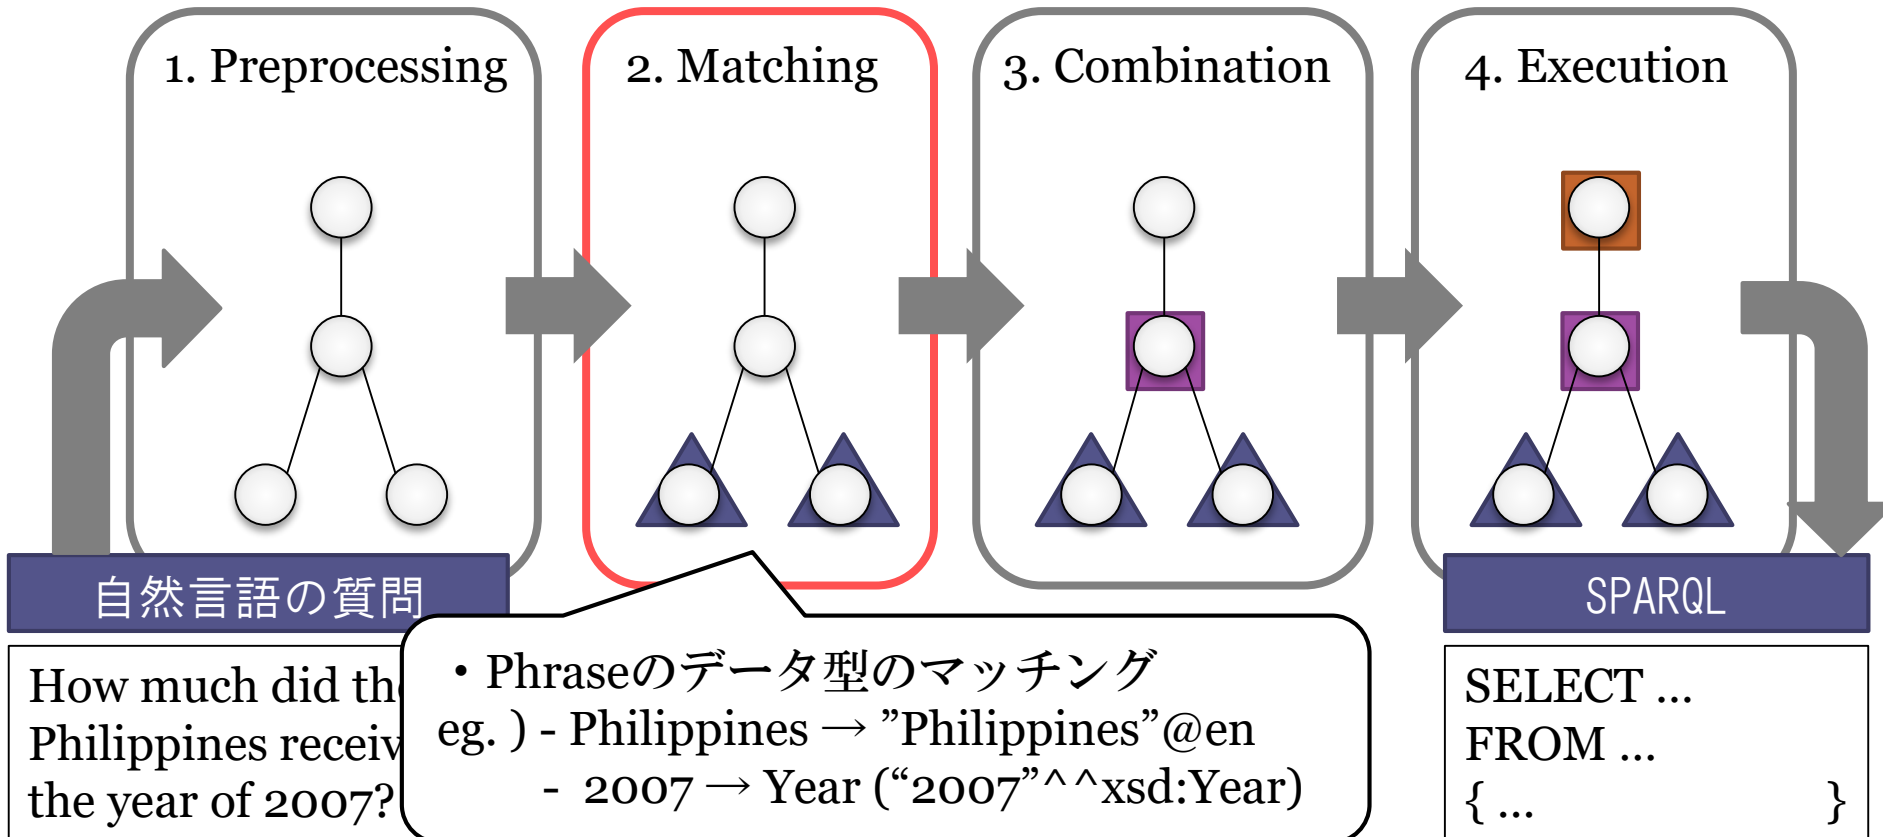 1. Preprocessing
2. Matching
3. Combination
4. Execution
自然言語の質問
How much did the
Philippines receiv
the year of 2007?
・Phraseのデータ型のマッチング
eg. ) - Philippines → ”Philippines”@en
- 2007 → Year (“2007”^^xsd:Year)
SPARQL
SELECT ...
FROM ...
{ ... }